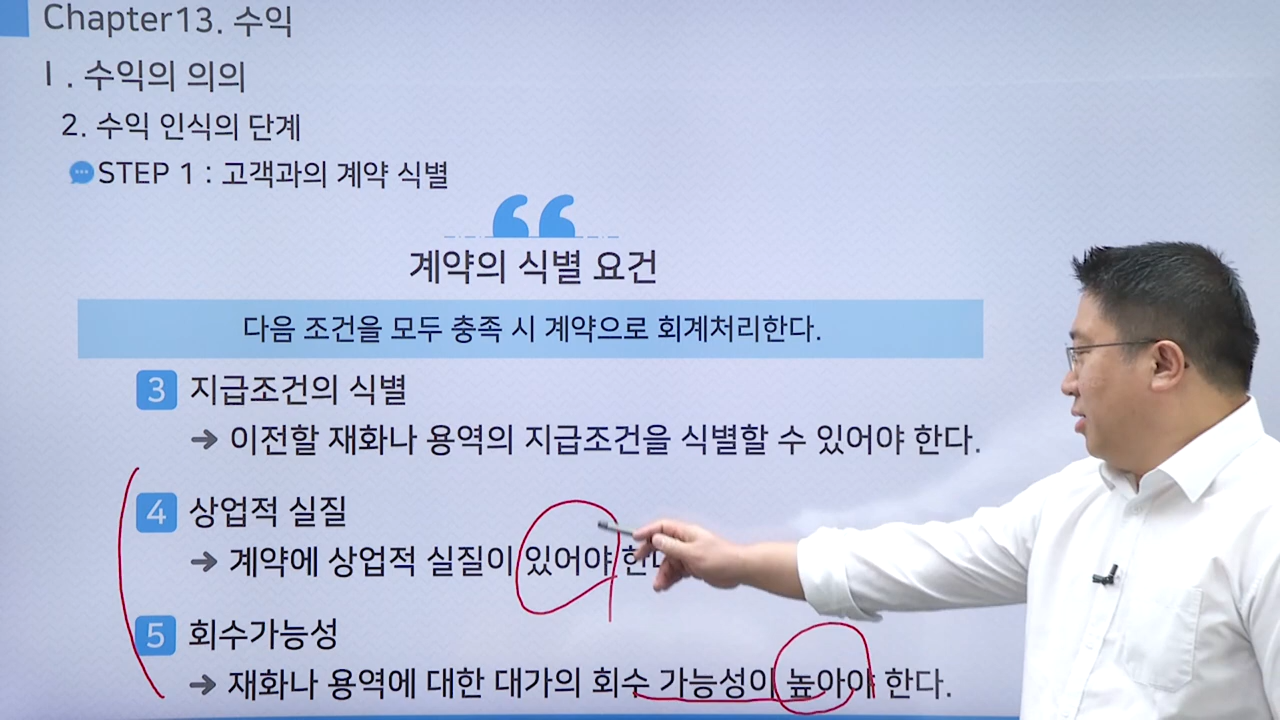 Chapter13. 수익
Ⅰ. 수익의 의의
2. 수익 인식의 단계
STEP 1 : 고객과의 계약 식별
계약의 식별 요건
다음 조건을 모두 충족 시 계약으로 회계처리한다.
3 지급조건의 식별
→ 이전할 재화나 용역의 지급조건을 식별할 수 있어야 한다.
4 상업적 실질
→ 계약에 상업적 실질이 있어야 한다
5 회수가능성
→ 재화나 용역에 대한 대가의 회수 가능성이 높아야 한다.